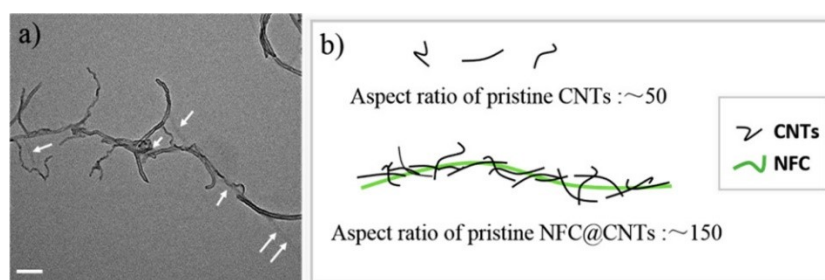 a)
b)
Aspect ratio of pristine CNTs :~50
CNTs
NFC
Aspect ratio of pristine NFC@CNTs :~150